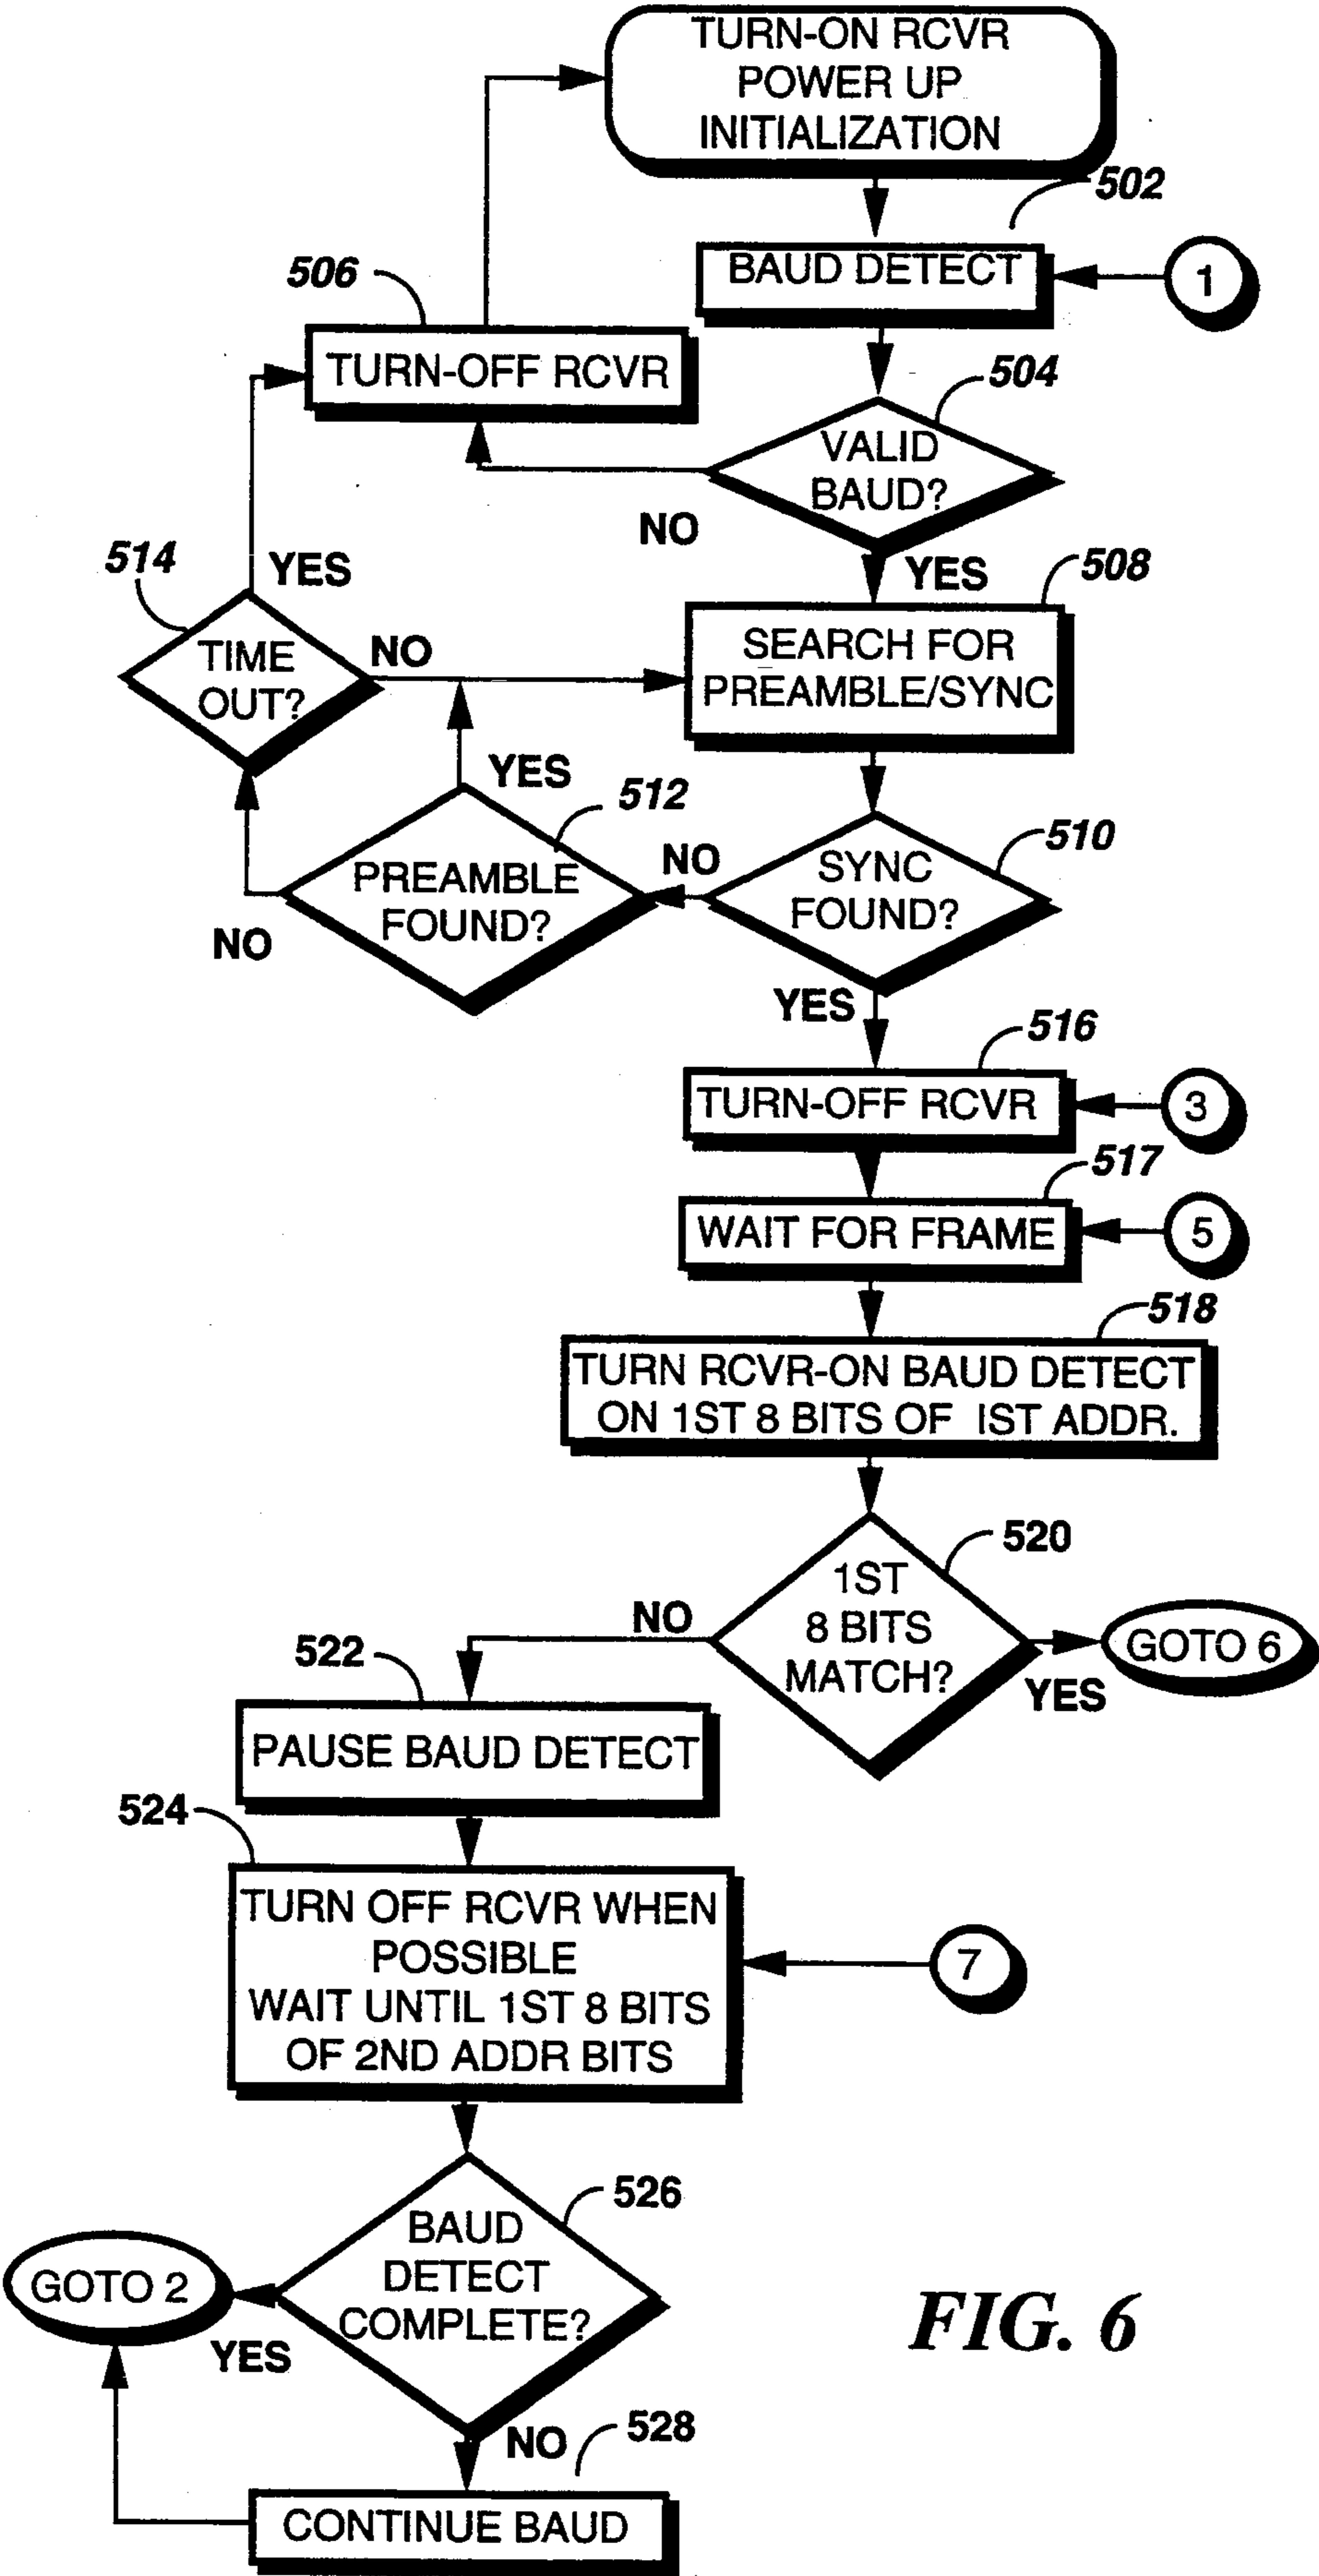 TURN-ON RCVR
POWER UP
INITIALIZATION
502
BAUD DETECT
1
506
TURN-OFF RCVR
504
VALID
BAUD?
NO
YES
508
514
YES
TIME
OUT?
NO
SEARCH FOR
PREAMBLE/SYNC
YES
512
PREAMBLE
FOUND?
NO
NO
510
SYNC
FOUND?
YES
516
TURN-OFF RCVR
3
517
WAIT FOR FRAME
5
518
TURN RCVR-ON BAUD DETECT
ON 1ST 8 BITS OF IST ADDR.
520
1ST
8 BITS
MATCH?
NO
YES
GOTO 6
522
PAUSE BAUD DETECT
524
TURN OFF RCVR WHEN
POSSIBLE
WAIT UNTIL 1ST 8 BITS
OF 2ND ADDR BITS
7
526
BAUD
DETECT
COMPLETE?
GOTO 2
YES
NO
528
CONTINUE BAUD
FIG. 6